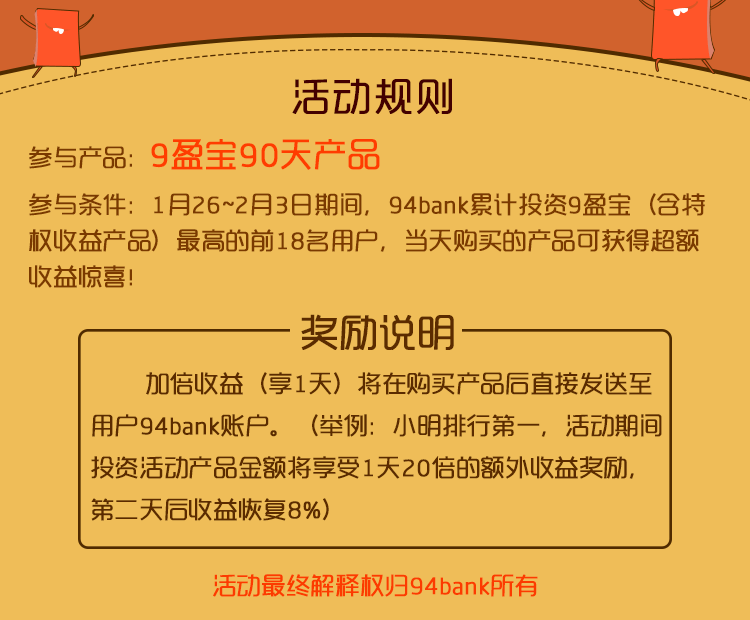 活动规则
参与产品：9盈宝90天产品
参与条件：1月26~2月3日期间，94bank累计投资9盈宝（含特
权收益产品）最高的前18名用户，当天购买的产品可获得超额
收益惊喜！
奖励说明
加倍收益（享1天）将在购买产品后直接发送至
用户94bank账户。（举例：小明排行第一，活动期间
投资活动产品金额将享受1天20倍的额外收益奖励，
第二天后收益恢复8%）
活动最终解释权归94bank所有